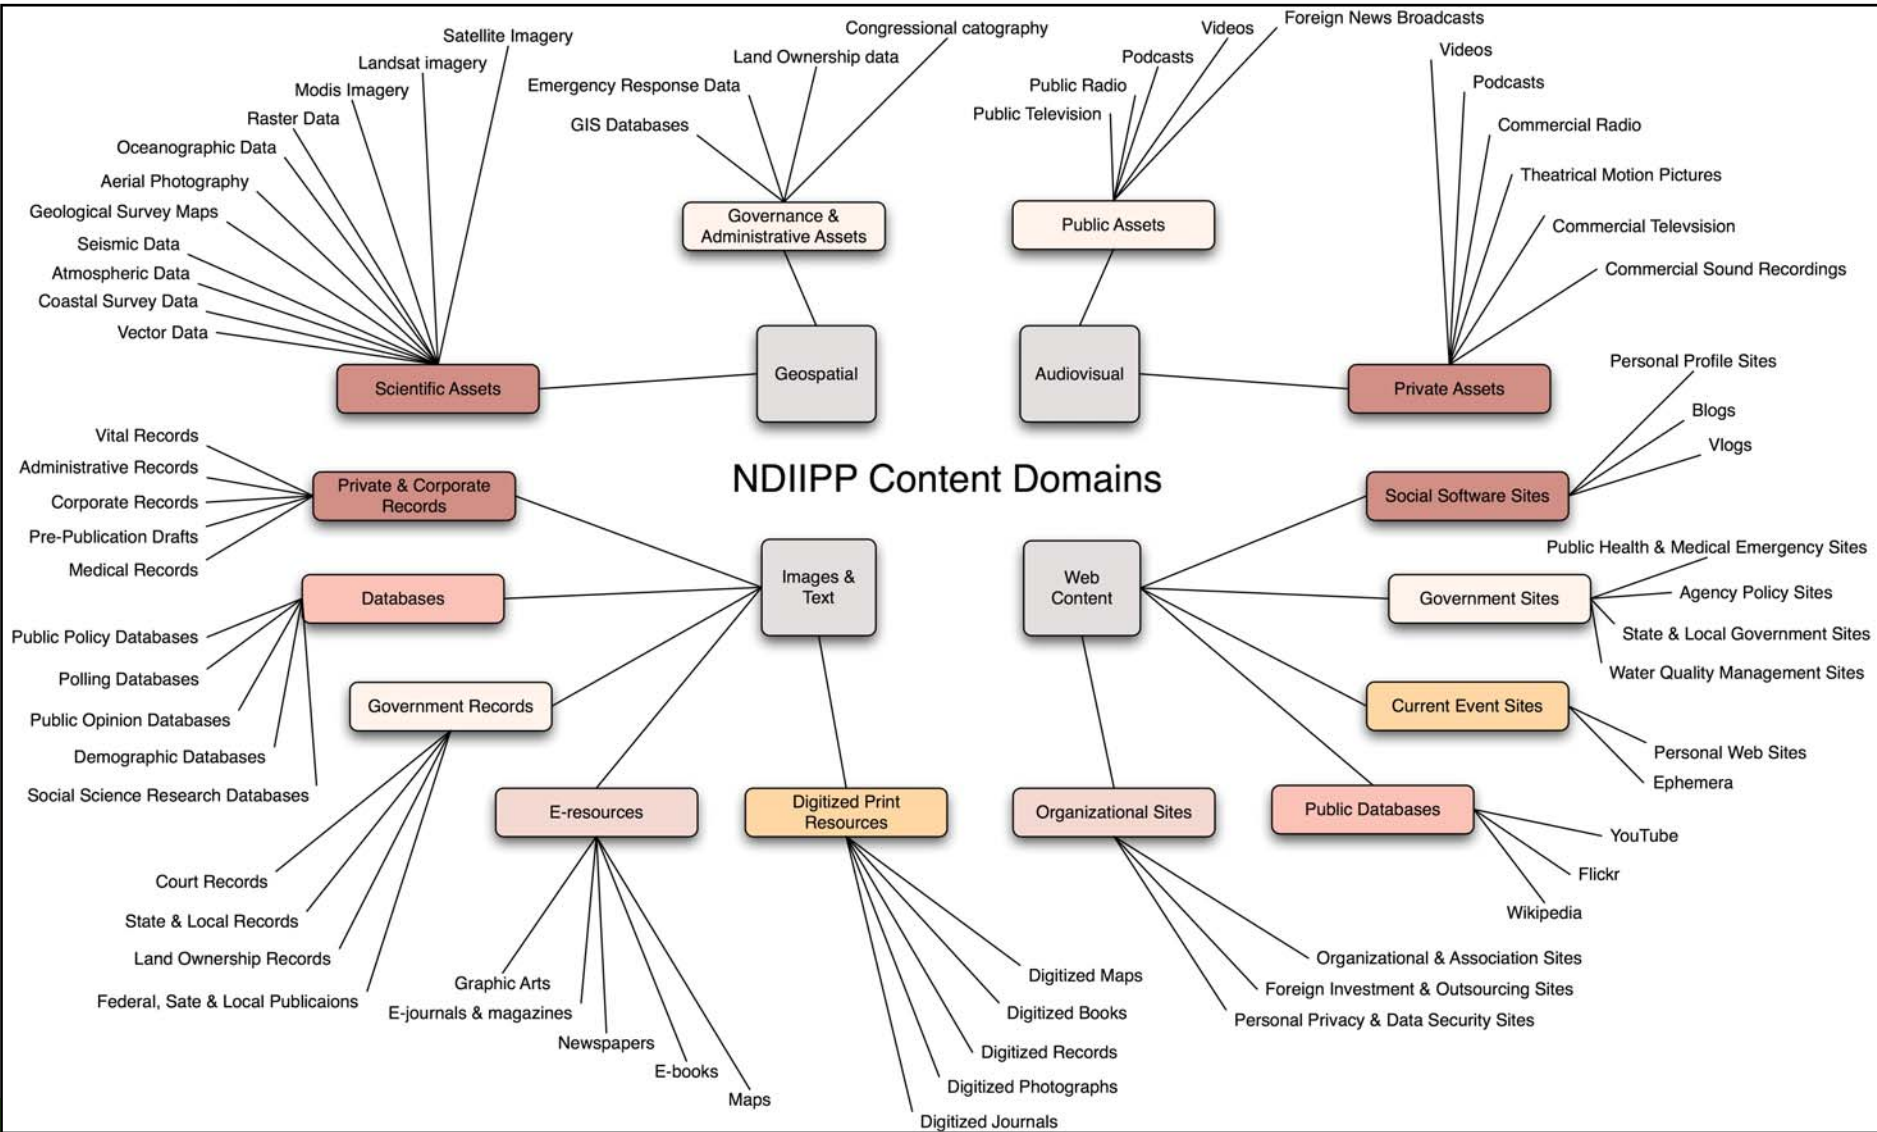 Satellite Imagery
Landsat imagery
Modis Imagery
Raster Data
Oceanographic Data
Aerial Photography
Geological Survey Maps
Seismic Data
Atmospheric Data
Coastal Survey Data
Vector Data
Scientific Assets
Congressional catography
Land Ownership data
Emergency Response Data
GIS Databases
Governance &
Administrative Assets
Geospatial
Foreign News Broadcasts
Videos
Podcasts
Public Radio
Public Television
Public Assets
Audiovisual
Videos
Podcasts
Commercial Radio
Theatrical Motion Pictures
Commercial Televsision
Commercial Sound Recordings
Private Assets
NDIIPP Content Domains
Vital Records
Administrative Records
Corporate Records
Pre-Publication Drafts
Medical Records
Private & Corporate
Records
Databases
Public Policy Databases
Polling Databases
Public Opinion Databases
Demographic Databases
Social Science Research Databases
Images &
Text
Government Records
Court Records
State & Local Records
Land Ownership Records
Federal, Sate & Local Publicaions
E-resources
Graphic Arts
E-journals & magazines
Newspapers
E-books
Maps
Digitized Print
Resources
Digitized Maps
Digitized Books
Digitized Records
Digitized Photographs
Digitized Journals
Web
Content
Personal Profile Sites
Blogs
Vlogs
Social Software Sites
Public Health & Medical Emergency Sites
Agency Policy Sites
State & Local Government Sites
Water Quality Management Sites
Government Sites
Current Event Sites
Personal Web Sites
Ephemera
Public Databases
YouTube
Flickr
Wikipedia
Organizational Sites
Organizational & Association Sites
Foreign Investment & Outsourcing Sites
Personal Privacy & Data Security Sites